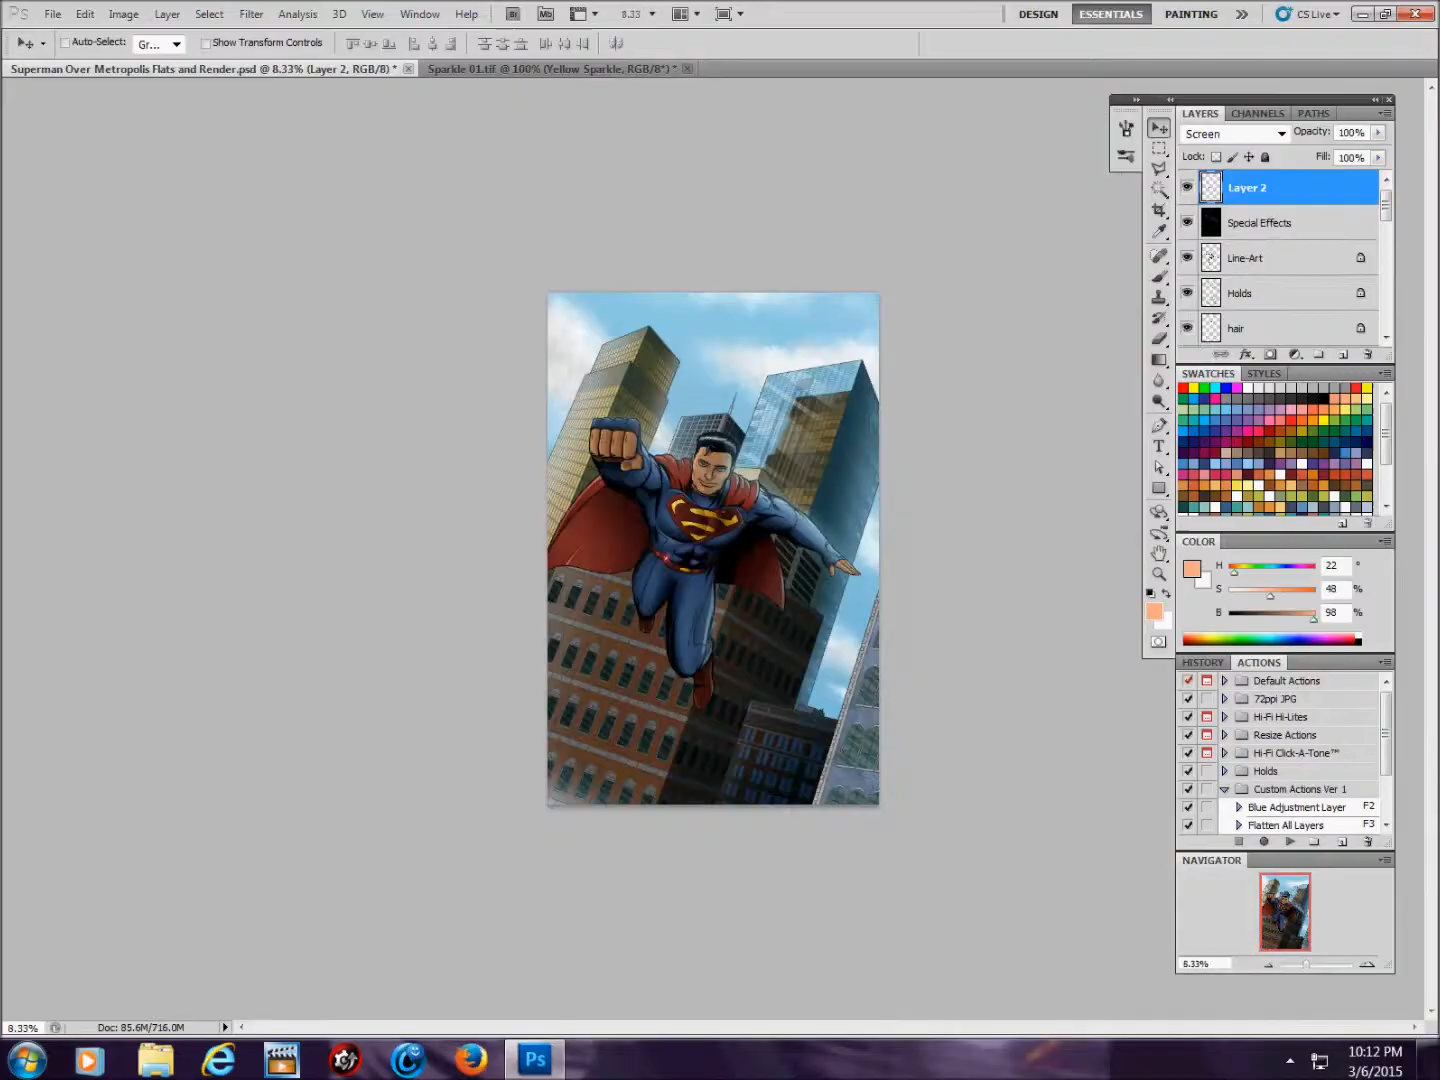 Ps File Edit Image Layer Select Filter Analysis 3D View Window Help Br Mb 8.33 DESIGN ESSENTIALS PAINTING CS Live
Auto-Select: Gr... Show Transform Controls
Superman Over Metropolis Flats and Render.psd @ 8.33% (Layer 2, RGB/8) * Sparkle 01.tif @ 100% (Yellow Sparkle, RGB/8*) *
LAYERS CHANNELS PATHS
Screen Opacity: 100%
Lock: Fill: 100%
Layer 2
Special Effects
Line-Art
Holds
hair
SWATCHES STYLES
COLOR
H 22 °
S 48 %
B 98 %
HISTORY ACTIONS
Default Actions
72ppi JPG
Hi-Fi Hi-Lites
Resize Actions
Hi-Fi Click-A-Tone™
Holds
Custom Actions Ver 1
Blue Adjustment Layer F2
Flatten All Layers F3
NAVIGATOR
8.33%
8.33% Doc: 85.6M/716.0M
Ps
10:12 PM
3/6/2015